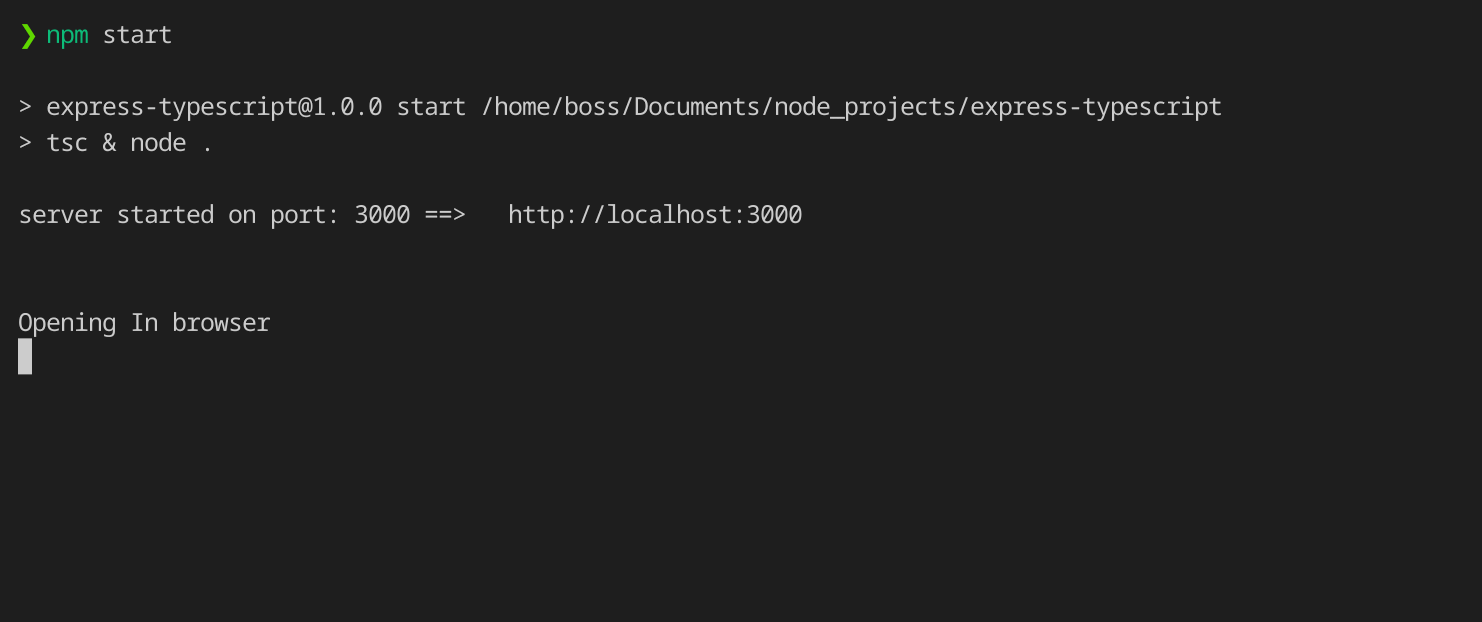 ❯ npm start
> express-typescript@1.0.0 start /home/boss/Documents/node_projects/express-typescript
> tsc & node .
server started on port: 3000 ==>   http://localhost:3000
Opening In browser